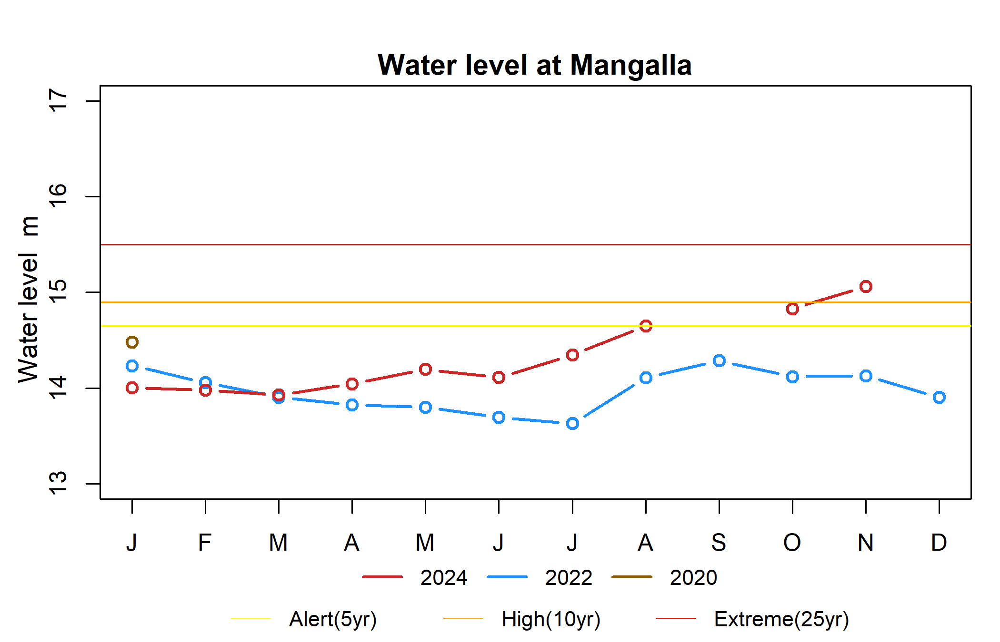 Water level at Mangalla
Water level  m
17
16
15
14
13
J F M A M J J A S O N D
2024 2022 2020
Alert(5yr) High(10yr) Extreme(25yr)